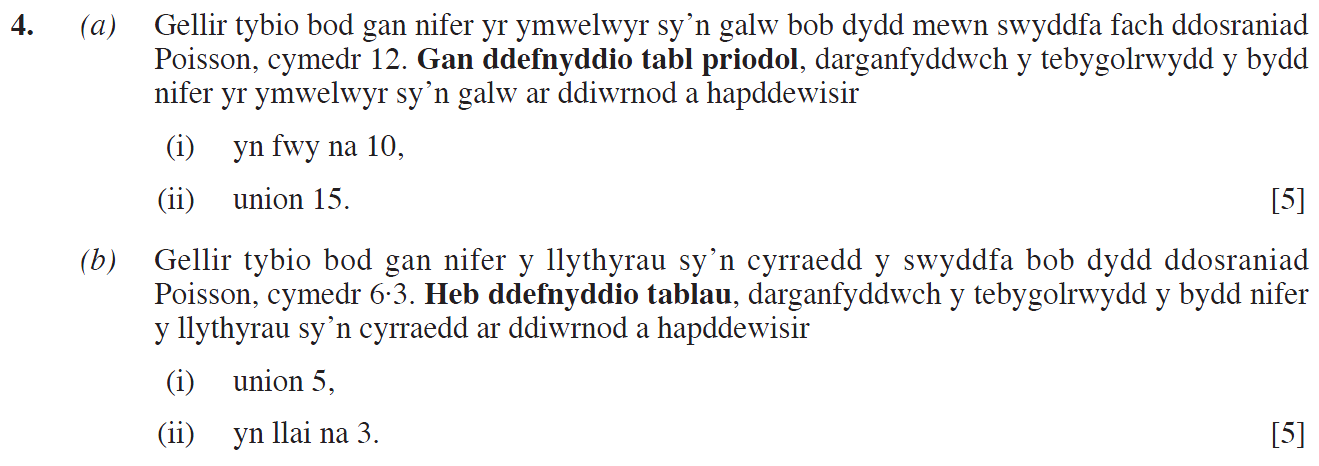 4. (a) Gellir tybio bod gan nifer yr ymwelwyr sy’n galw bob dydd mewn swyddfa fach ddosraniad
Poisson, cymedr 12. Gan ddefnyddio tabl priodol, darganfyddwch y tebygolrwydd y bydd
nifer yr ymwelwyr sy’n galw ar ddiwrnod a hapddewisir
(i) yn fwy na 10,
(ii) union 15. [5]
(b) Gellir tybio bod gan nifer y llythyrau sy’n cyrraedd y swyddfa bob dydd ddosraniad
Poisson, cymedr 6·3. Heb ddefnyddio tablau, darganfyddwch y tebygolrwydd y bydd nifer
y llythyrau sy’n cyrraedd ar ddiwrnod a hapddewisir
(i) union 5,
(ii) yn llai na 3. [5]